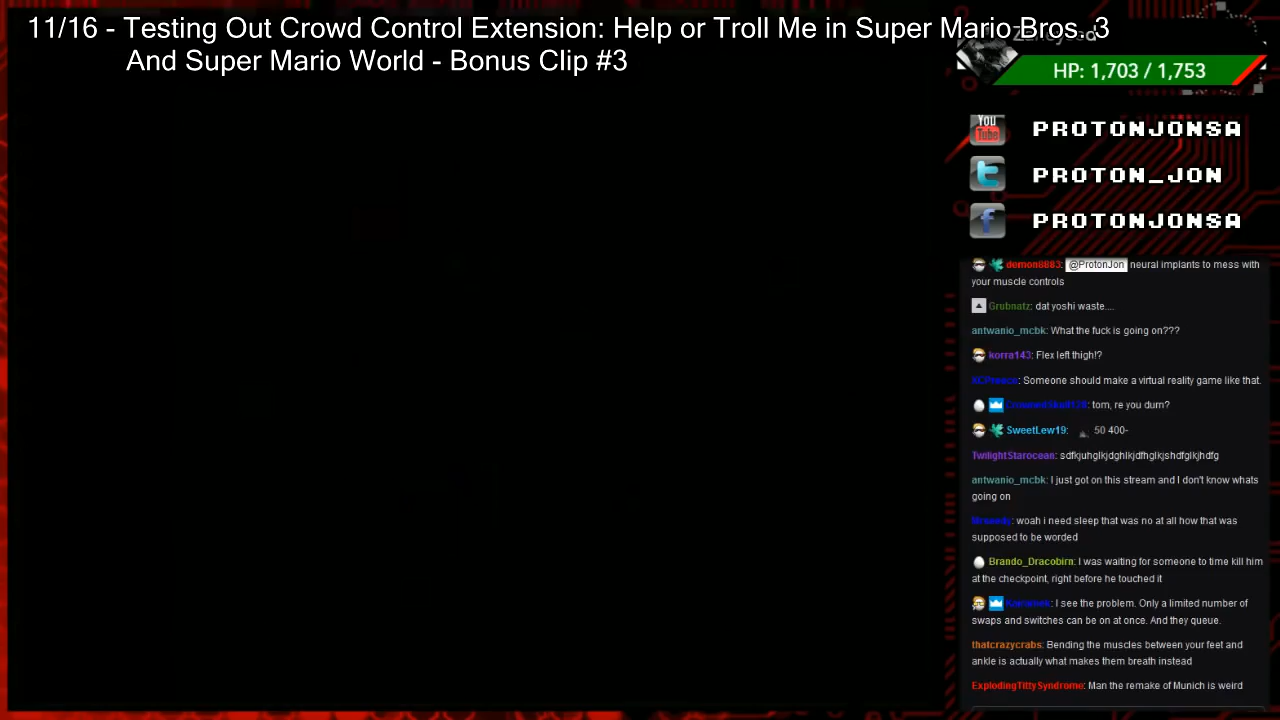 11/16 - Testing Out Crowd Control Extension: Help or Troll Me in Super Mario Bros. 3
And Super Mario World - Bonus Clip #3
HP: 1,703 / 1,753
You Tube PROTONJONSA
PROTON_JON
PROTONJONSA
demon8883: @ProtonJon neural implants to mess with
your muscle controls
Grubnatz: dat yoshi waste....
antwanio_mcbk: What the fuck is going on???
korra143: Flex left thigh!?
Someone should make a virtual reality game like that.
tom, re you durn?
SweetLew19: 50 400-
TwilightStarocean: sdfkjuhglkjdghlkjdfhglkjshdfglkjhdfg
antwanio_mcbk: I just got on this stream and I don't know whats
going on
woah i need sleep that was no at all how that was
supposed to be worded
Brando_Dracobirn: I was waiting for someone to time kill him
at the checkpoint, right before he touched it
I see the problem. Only a limited number of
swaps and switches can be on at once. And they queue.
thatcrazycrabs: Bending the muscles between your feet and
ankle is actually what makes them breath instead
ExplodingTittySyndrome: Man the remake of Munich is weird